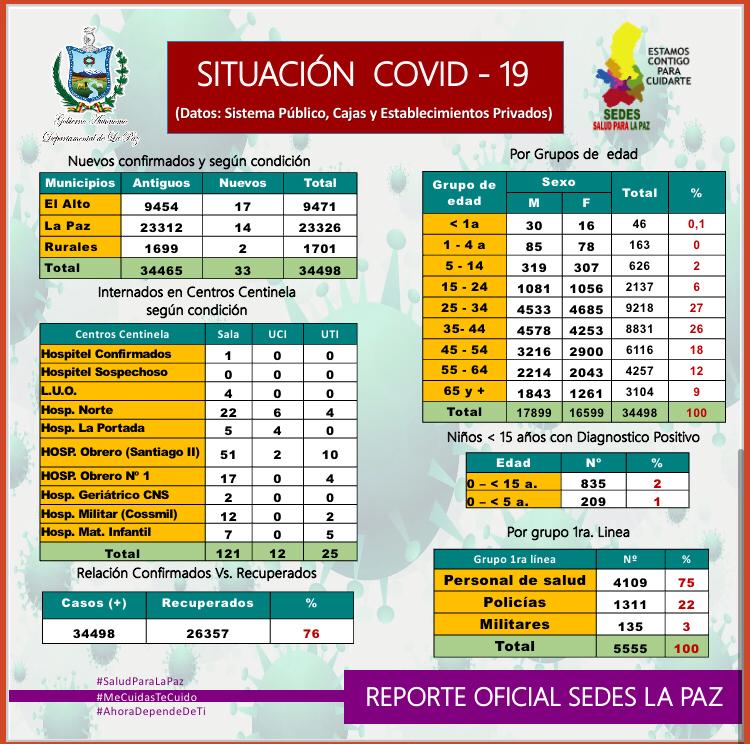 SITUACIÓN COVID - 19
(Datos: Sistema Público, Cajas y Establecimientos Privados)
Gobierno Autónomo
Departamental de La Paz
ESTAMOS
CONTIGO
PARA
CUIDARTE
SEDES
SALUD PARA LA PAZ
Nuevos confirmados y según condición
Municipios Antiguos Nuevos Total
El Alto 9454 17 9471
La Paz 23312 14 23326
Rurales 1699 2 1701
Total 34465 33 34498
Internados en Centros Centinela
según condición
Centros Centinela Sala UCI UTI
Hospitel Confirmados 1 0 0
Hospitel Sospechoso 0 0 0
L.U.O. 4 0 0
Hosp. Norte 22 6 4
Hosp. La Portada 5 4 0
HOSP. Obrero (Santiago II) 51 2 10
HOSP. Obrero Nº 1 17 0 4
Hosp. Geriátrico CNS 2 0 0
Hosp. Militar (Cossmil) 12 0 2
Hosp. Mat. Infantil 7 0 5
Total 121 12 25
Relación Confirmados Vs. Recuperados
Casos (+) Recuperados %
34498 26357 76
Por Grupos de edad
Grupo de edad Sexo Total %
M F
< 1a 30 16 46 0,1
1 - 4 a 85 78 163 0
5 - 14 319 307 626 2
15 - 24 1081 1056 2137 6
25 - 34 4533 4685 9218 27
35- 44 4578 4253 8831 26
45 - 54 3216 2900 6116 18
55 - 64 2214 2043 4257 12
65 y + 1843 1261 3104 9
Total 17899 16599 34498 100
Niños < 15 años con Diagnostico Positivo
Edad Nº %
0 – < 15 a. 835 2
0 – < 5 a. 209 1
Por grupo 1ra. Linea
Grupo 1ra línea Nº %
Personal de salud 4109 75
Policías 1311 22
Militares 135 3
Total 5555 100
#SaludParaLaPaz
#MeCuidasTeCuido
#AhoraDependeDeTi
REPORTE OFICIAL SEDES LA PAZ